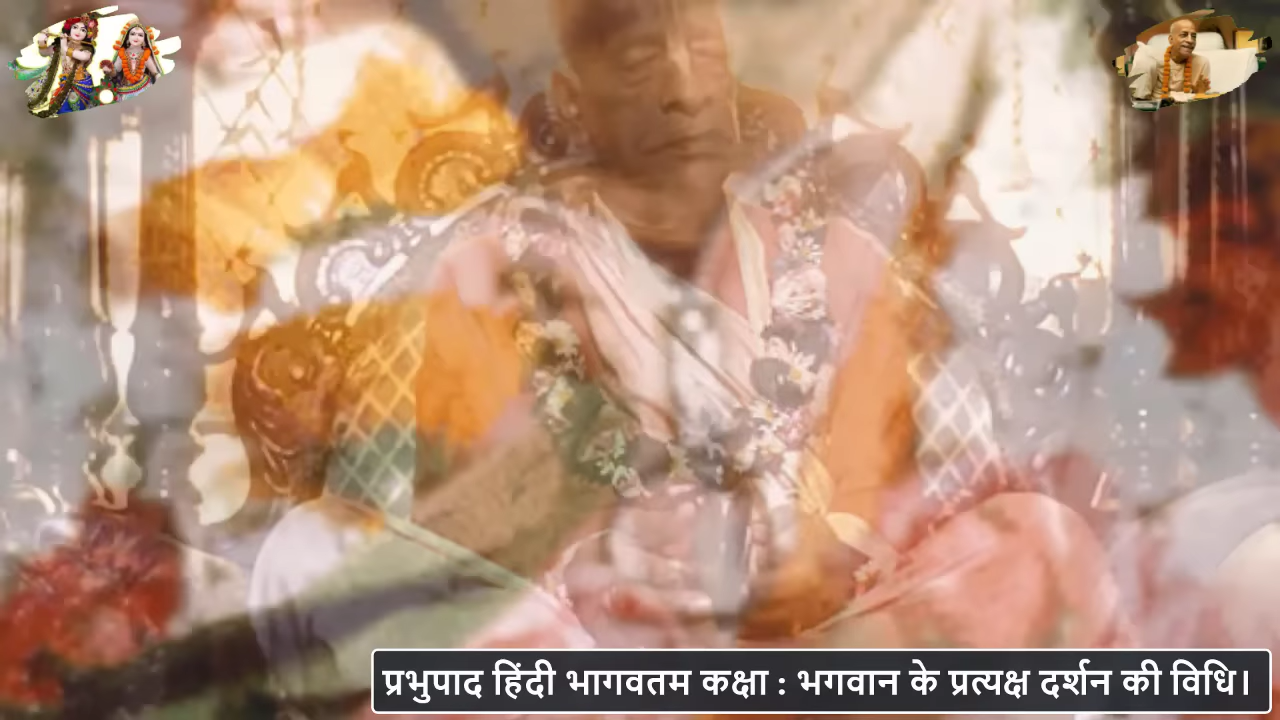 प्रभुपाद हिंदी भागवतम कक्षा : भगवान के प्रत्यक्ष दर्शन की विधि।